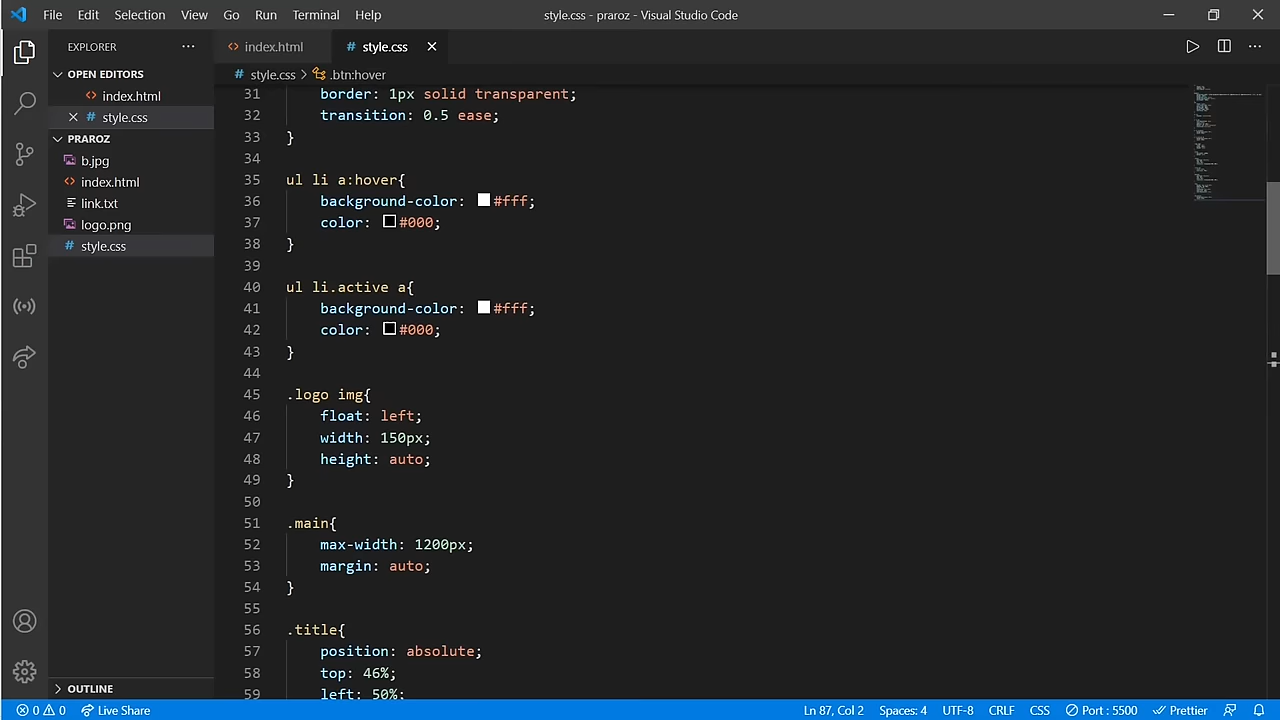 File Edit Selection View Go Run Terminal Help style.css - praroz - Visual Studio Code
EXPLORER
OPEN EDITORS
index.html
style.css
PRAROZ
b.jpg
index.html
link.txt
logo.png
style.css
OUTLINE
index.html style.css
style.css > .btn:hover
31 border: 1px solid transparent;
32 transition: 0.5 ease;
33 }
34
35 ul li a:hover{
36 background-color: #fff;
37 color: #000;
38 }
39
40 ul li.active a{
41 background-color: #fff;
42 color: #000;
43 }
44
45 .logo img{
46 float: left;
47 width: 150px;
48 height: auto;
49 }
50
51 .main{
52 max-width: 1200px;
53 margin: auto;
54 }
55
56 .title{
57 position: absolute;
58 top: 46%;
59 left: 50%;
0 0 Live Share Ln 87, Col 2 Spaces: 4 UTF-8 CRLF CSS Port : 5500 Prettier